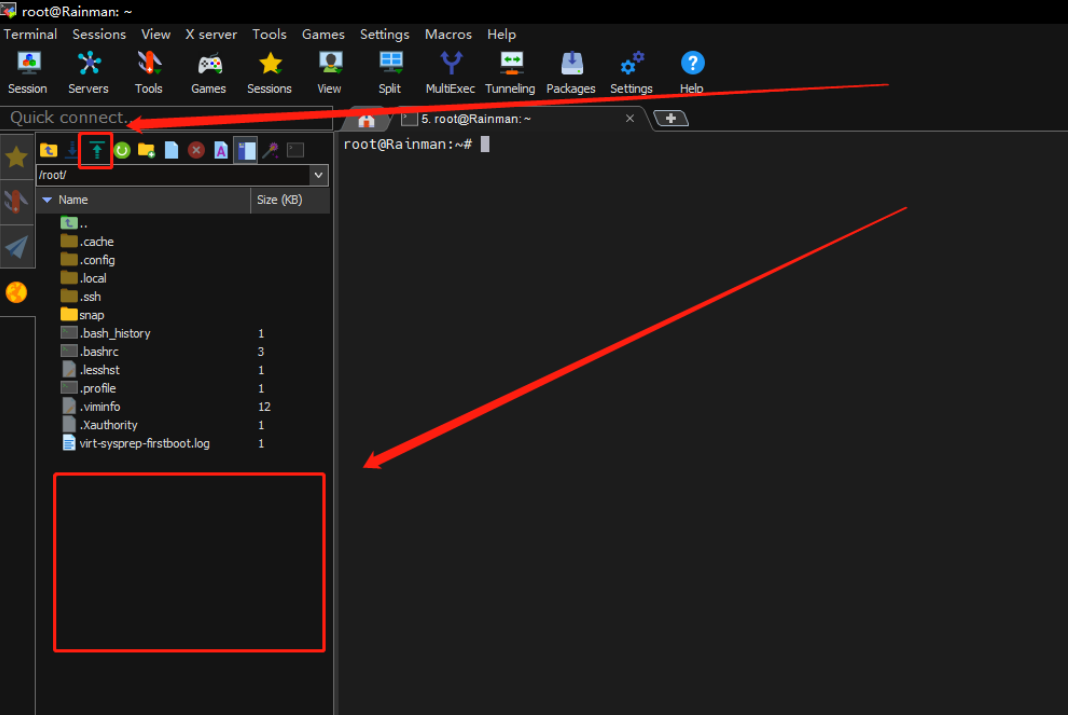 root@Rainman: ~
Terminal Sessions View X server Tools Games Settings Macros Help
Session Servers Tools Games Sessions View Split MultiExec Tunneling Packages Settings Help
Quick connect...
5. root@Rainman: ~
root@Rainman:~#
/root/
Name Size (KB)
..
.cache
.config
.local
.ssh
snap
.bash_history 1
.bashrc 3
.lesshst 1
.profile 1
.viminfo 12
.Xauthority 1
virt-sysprep-firstboot.log 1